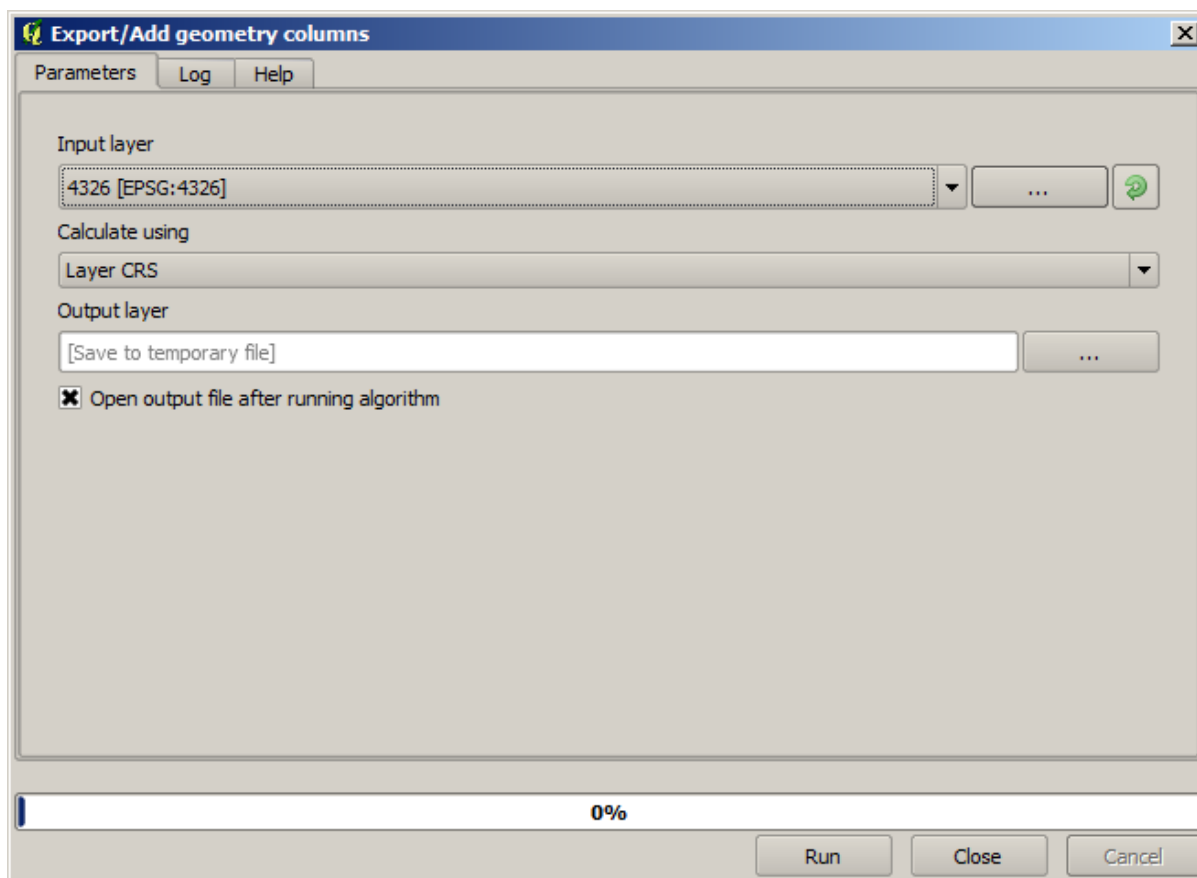 Export/Add geometry columns
Parameters Log Help
Input layer
4326 [EPSG:4326]
...
Calculate using
Layer CRS
Output layer
[Save to temporary file]
...
Open output file after running algorithm
0%
Run Close Cancel